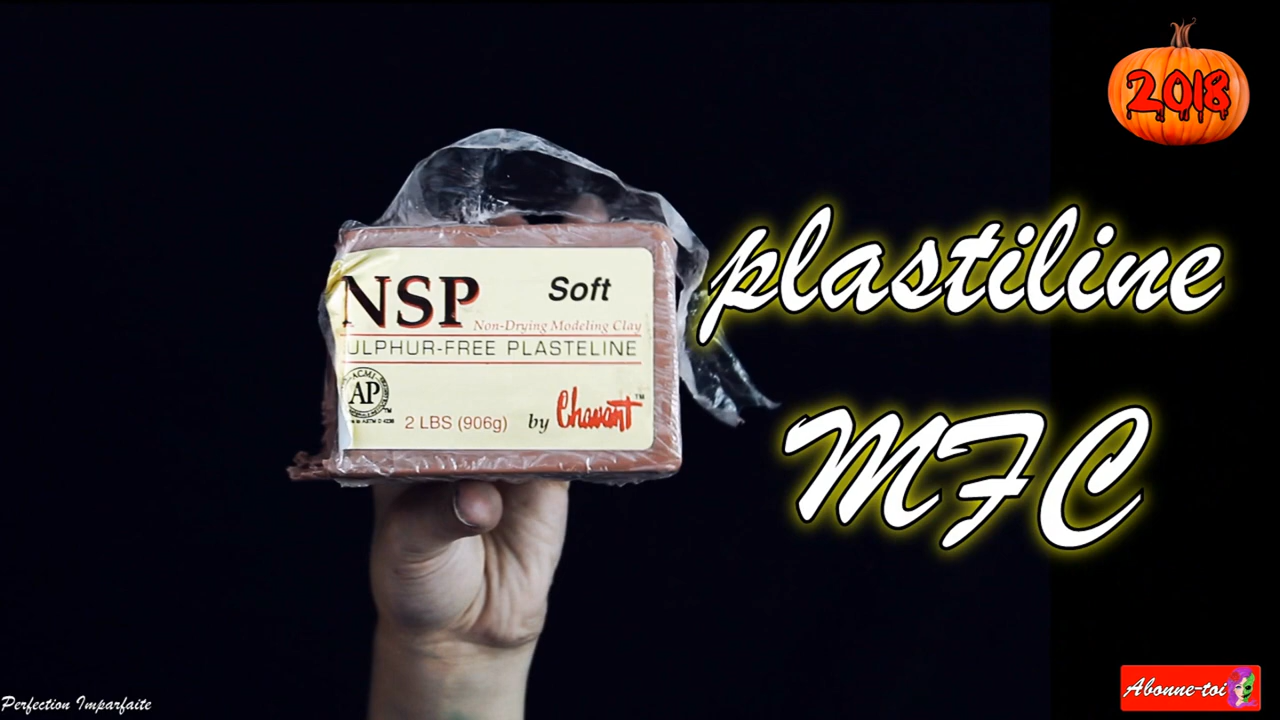 2018
NSP Soft
Non-Drying Modeling Clay
ULPHUR-FREE PLASTELINE
AP
2 LBS (906g) by Chavant™
plastiline
MFC
Perfection Imparfaite
Abonne-toi